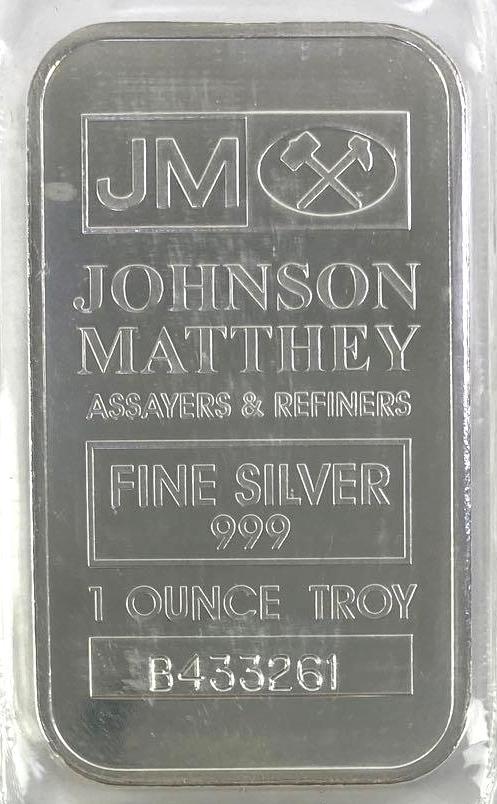 JM
JOHNSON
MATTHEY
ASSAYERS & REFINERS
FINE SILVER
999
1 OUNCE TROY
B433261